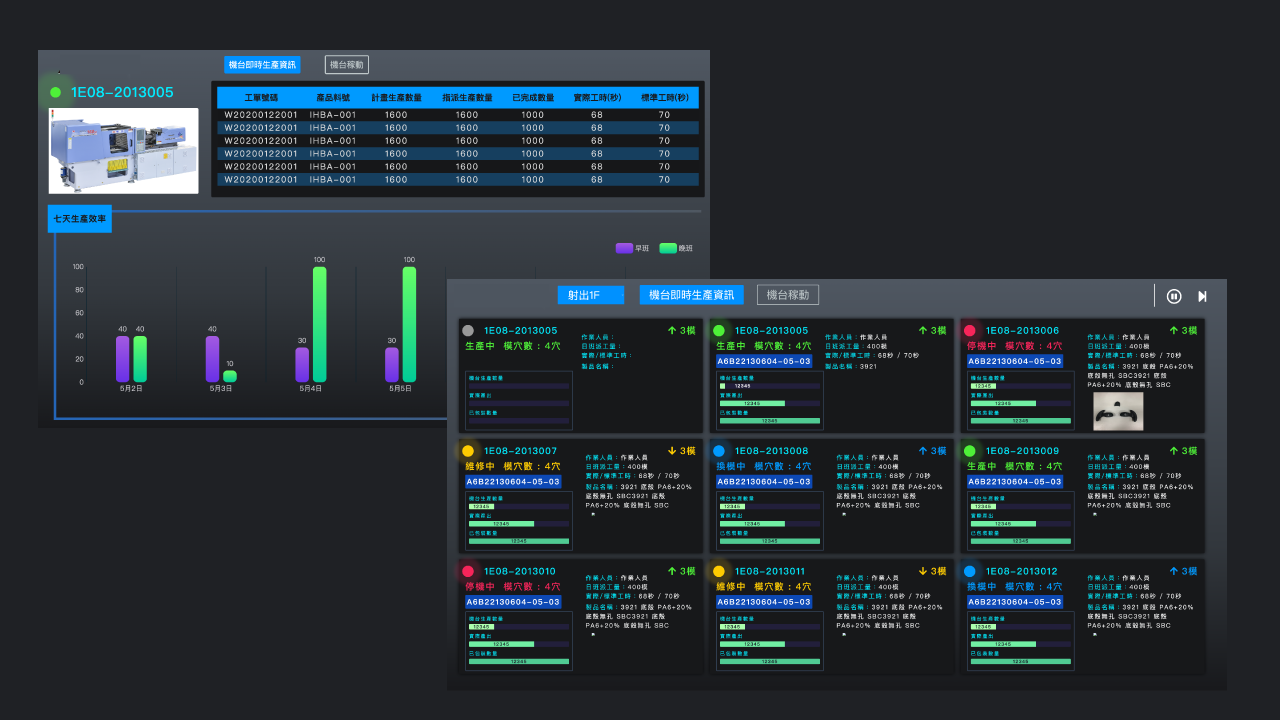 機台即時生產資訊 機台稼動
1E08-2013005
工單號碼 產品料號 計畫生產數量 指派生產數量 已完成數量 實際工時(秒) 標準工時(秒)
W20200122001 IHBA-001 1600 1600 1000 68 70
W20200122001 IHBA-001 1600 1600 1000 68 70
W20200122001 IHBA-001 1600 1600 1000 68 70
W20200122001 IHBA-001 1600 1600 1000 68 70
W20200122001 IHBA-001 1600 1600 1000 68 70
W20200122001 IHBA-001 1600 1600 1000 68 70
七天生產效率
早班 晚班
100
80
60
40
20
0
40 40
40 10
30 100
30 100
5月2日 5月3日 5月4日 5月5日
射出1F 機台即時生產資訊 機台稼動
1E08-2013005 3模
生產中 模穴數：4穴
作業人員：
日班派工量：
實際/標準工時：
製品名稱：
機台生產數量
實際產出
已包裝數量
1E08-2013005 3模
生產中 模穴數：4穴
A6B22130604-05-03
作業人員：作業人員
日班派工量：400模
實際/標準工時：68秒 / 70秒
製品名稱：3921
機台生產數量
12345
實際產出
12345
已包裝數量
12345
1E08-2013006 3模
停機中 模穴數：4穴
A6B22130604-05-03
作業人員：作業人員
日班派工量：400模
實際/標準工時：68秒 / 70秒
製品名稱：3921 底殼 PA6+20%
底殼無孔 SBC3921 底殼
PA6+20% 底殼無孔 SBC
機台生產數量
12345
實際產出
12345
已包裝數量
12345
1E08-2013007 3模
維修中 模穴數：4穴
A6B22130604-05-03
作業人員：作業人員
日班派工量：400模
實際/標準工時：68秒 / 70秒
製品名稱：3921 底殼 PA6+20%
底殼無孔 SBC3921 底殼
PA6+20% 底殼無孔 SBC
機台生產數量
12345
實際產出
12345
已包裝數量
12345
1E08-2013008 3模
換模中 模穴數：4穴
A6B22130604-05-03
作業人員：作業人員
日班派工量：400模
實際/標準工時：68秒 / 70秒
製品名稱：3921 底殼 PA6+20%
底殼無孔 SBC3921 底殼
PA6+20% 底殼無孔 SBC
機台生產數量
12345
實際產出
12345
已包裝數量
12345
1E08-2013009 3模
生產中 模穴數：4穴
A6B22130604-05-03
作業人員：作業人員
日班派工量：400模
實際/標準工時：68秒 / 70秒
製品名稱：3921 底殼 PA6+20%
底殼無孔 SBC3921 底殼
PA6+20% 底殼無孔 SBC
機台生產數量
12345
實際產出
12345
已包裝數量
12345
1E08-2013010 3模
停機中 模穴數：4穴
A6B22130604-05-03
作業人員：作業人員
日班派工量：400模
實際/標準工時：68秒 / 70秒
製品名稱：3921 底殼 PA6+20%
底殼無孔 SBC3921 底殼
PA6+20% 底殼無孔 SBC
機台生產數量
12345
實際產出
12345
已包裝數量
12345
1E08-2013011 3模
維修中 模穴數：4穴
A6B22130604-05-03
作業人員：作業人員
日班派工量：400模
實際/標準工時：68秒 / 70秒
製品名稱：3921 底殼 PA6+20%
底殼無孔 SBC3921 底殼
PA6+20% 底殼無孔 SBC
機台生產數量
12345
實際產出
12345
已包裝數量
12345
1E08-2013012 3模
換模中 模穴數：4穴
A6B22130604-05-03
作業人員：作業人員
日班派工量：400模
實際/標準工時：68秒 / 70秒
製品名稱：3921 底殼 PA6+20%
底殼無孔 SBC3921 底殼
PA6+20% 底殼無孔 SBC
機台生產數量
12345
實際產出
12345
已包裝數量
12345